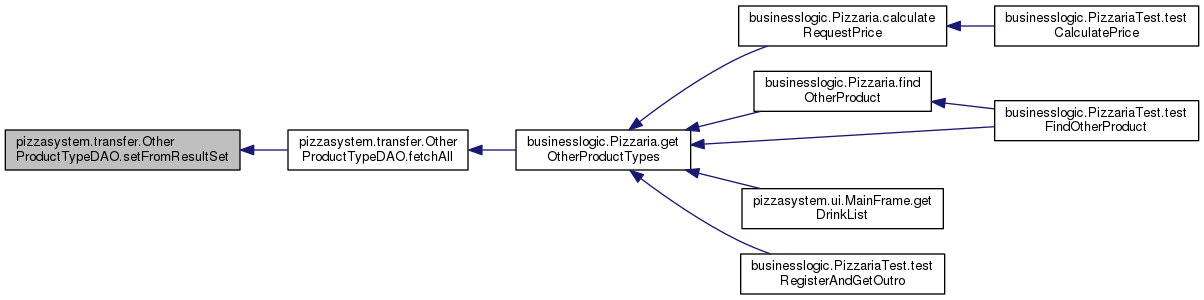 pizzasystem.transfer.Other
ProductTypeDAO.setFromResultSet
pizzasystem.transfer.Other
ProductTypeDAO.fetchAll
businesslogic.Pizzaria.get
OtherProductTypes
businesslogic.Pizzaria.calculate
RequestPrice
businesslogic.PizzariaTest.test
CalculatePrice
businesslogic.Pizzaria.find
OtherProduct
businesslogic.PizzariaTest.test
FindOtherProduct
pizzasystem.ui.MainFrame.get
DrinkList
businesslogic.PizzariaTest.test
RegisterAndGetOutro